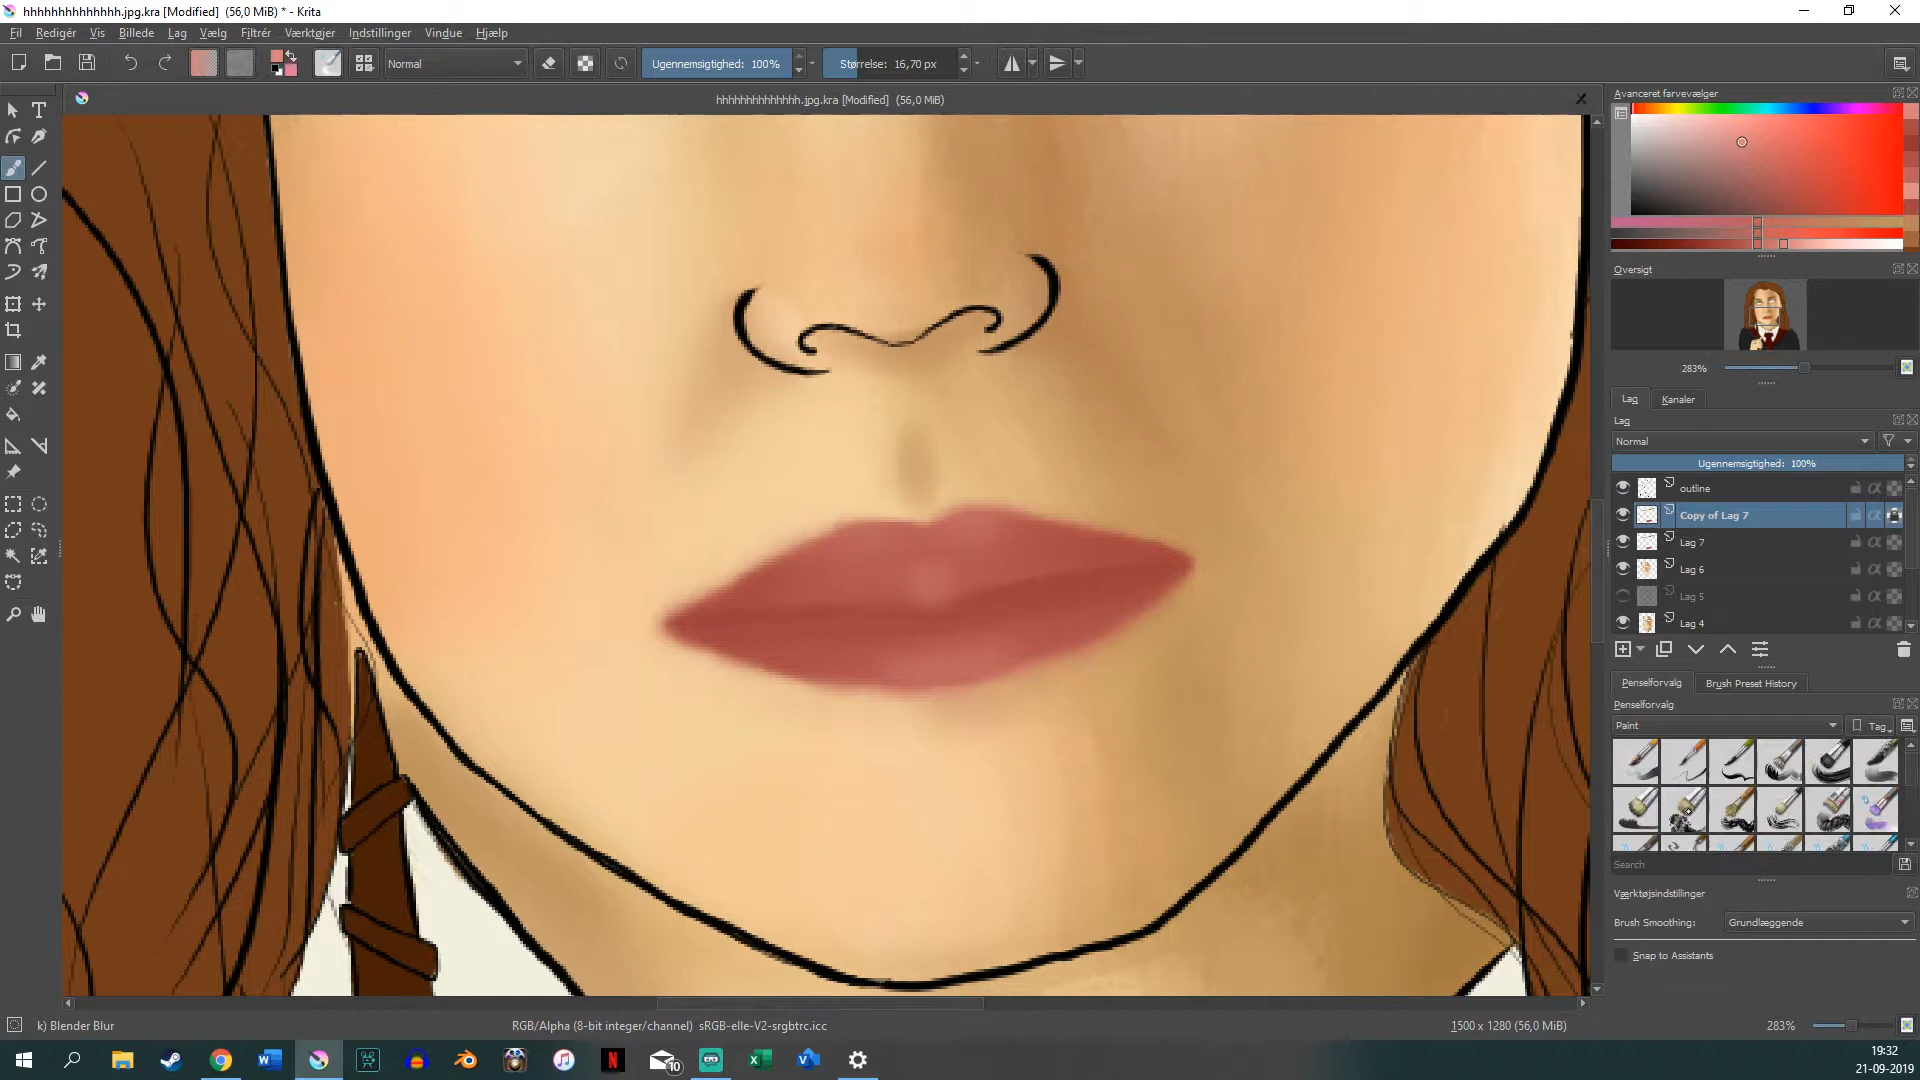 hhhhhhhhhhhhhh.jpg.kra [Modified]  (56,0 MiB) * - Krita
Fil Redigér Vis Billede Lag Vælg Filtrér Værktøjer Indstillinger Vindue Hjælp
Normal Ugennemsigtighed: 100% Størrelse: 16,70 px
hhhhhhhhhhhhhh.jpg.kra [Modified]  (56,0 MiB)
Avanceret farvevælger
Oversigt
283%
Lag Kanaler
Lag
Normal
Ugennemsigtighed: 100%
outline
Copy of Lag 7
Lag 7
Lag 6
Lag 5
Lag 4
Penselforvalg Brush Preset History
Penselforvalg
Paint Tag
Search
Værktøjsindstillinger
Brush Smoothing: Grundlæggende
Snap to Assistants
k) Blender Blur RGB/Alpha (8-bit integer/channel)  sRGB-elle-V2-srgbtrc.icc 1500 x 1280 (56,0 MiB) 283%
10
19:32
21-09-2019